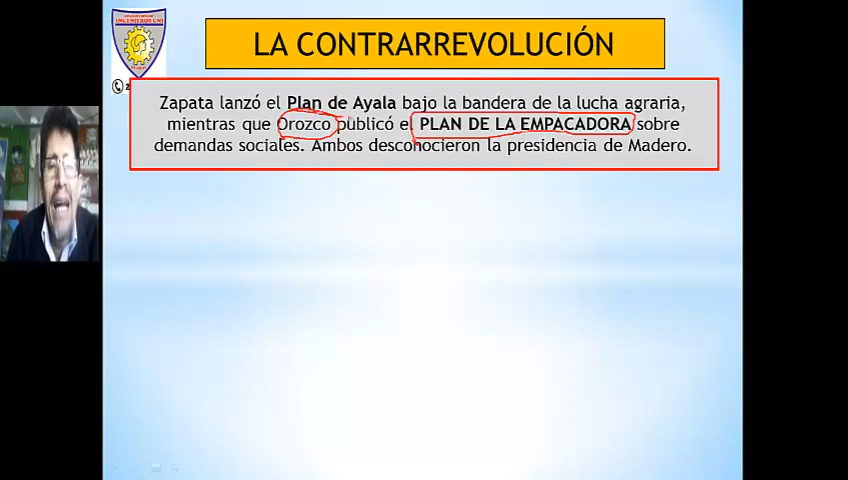 LA CONTRARREVOLUCIÓN
Zapata lanzó el Plan de Ayala bajo la bandera de la lucha agraria,
mientras que Orozco publicó el PLAN DE LA EMPACADORA sobre
demandas sociales. Ambos desconocieron la presidencia de Madero.